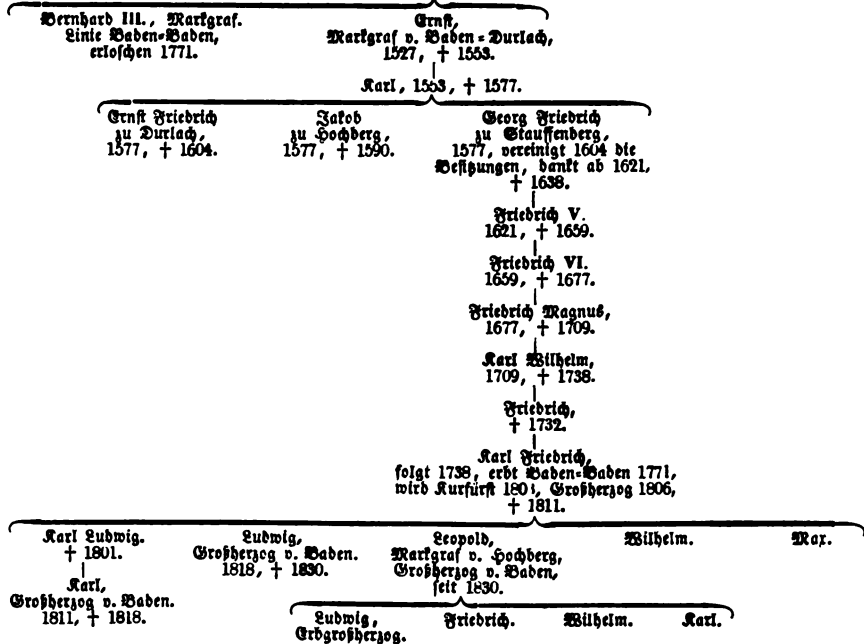 Bernhard III., Markgraf.
Linie Baden=Baden,
erloschen 1771.
Ernst,
Markgraf v. Baden = Durlach,
1527, † 1553.
Karl, 1553, † 1577.
Ernst Friedrich
zu Durlach,
1577, † 1604.
Jakob
zu Hochberg,
1577, † 1590.
Georg Friedrich
zu Stauffenberg,
1577, vereinigt 1604 die
Besitzungen, dankt ab 1621,
† 1638.
Friedrich V.
1621, † 1659.
Friedrich VI.
1659, † 1677.
Friedrich Magnus,
1677, † 1709.
Karl Wilhelm,
1709, † 1738.
Friedrich,
† 1732.
Karl Friedrich,
folgt 1738, erbt Baden=Baden 1771,
wird Kurfürst 1803, Großherzog 1806,
† 1811.
Karl Ludwig.
† 1801.
Karl,
Großherzog v. Baden.
1811, † 1818.
Ludwig,
Großherzog v. Baden.
1818, † 1830.
Leopold,
Markgraf v. Hochberg,
Großherzog v. Baden,
seit 1830.
Wilhelm.
Max.
Ludwig,
Erbgroßherzog.
Friedrich.
Wilhelm.
Karl.